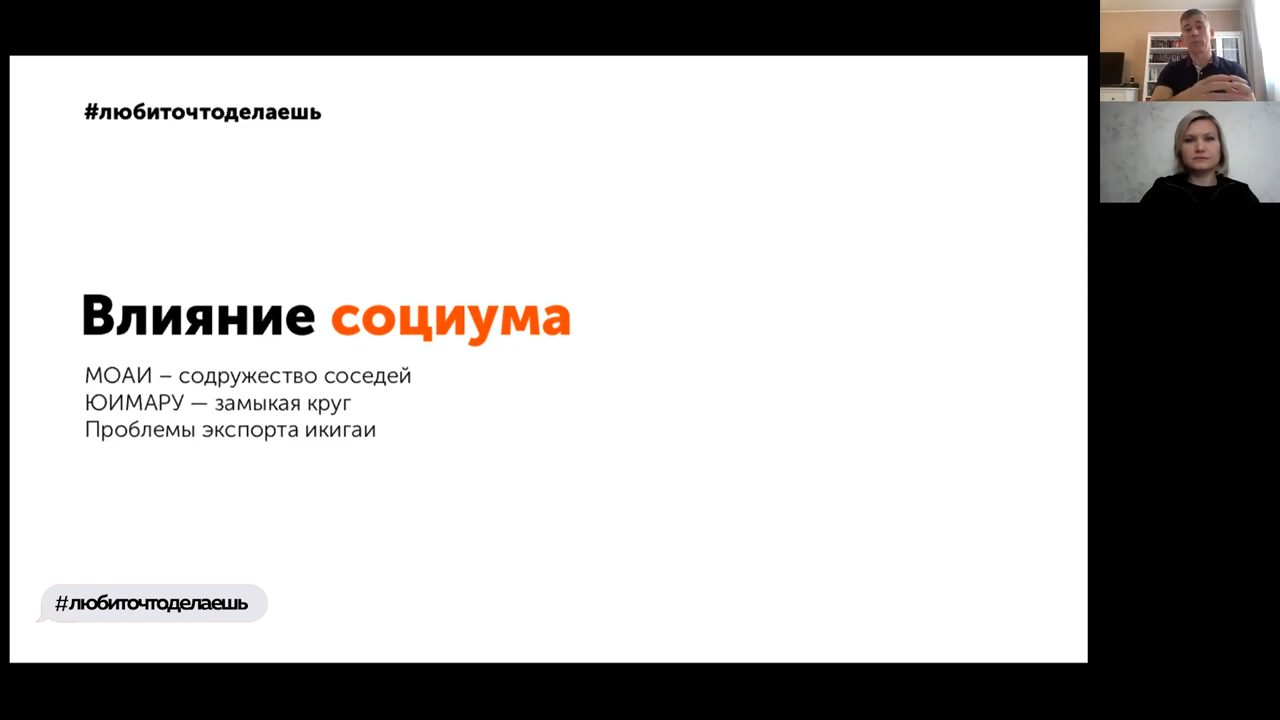 #любиточтоделаешь
Влияние социума
МОАИ – содружество соседей
ЮИМАРУ — замыкая круг
Проблемы экспорта икигаи
#любиточтоделаешь